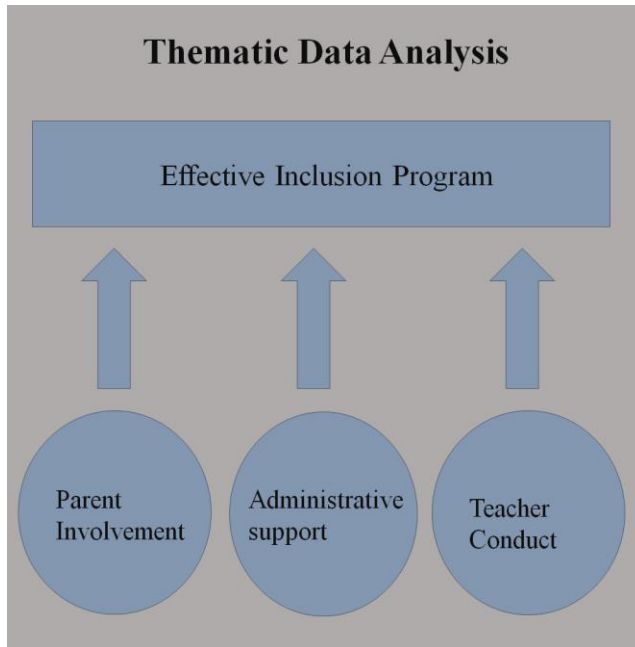 Thematic Data Analysis
Effective Inclusion Program
Parent
Involvement
Administrative
support
Teacher
Conduct